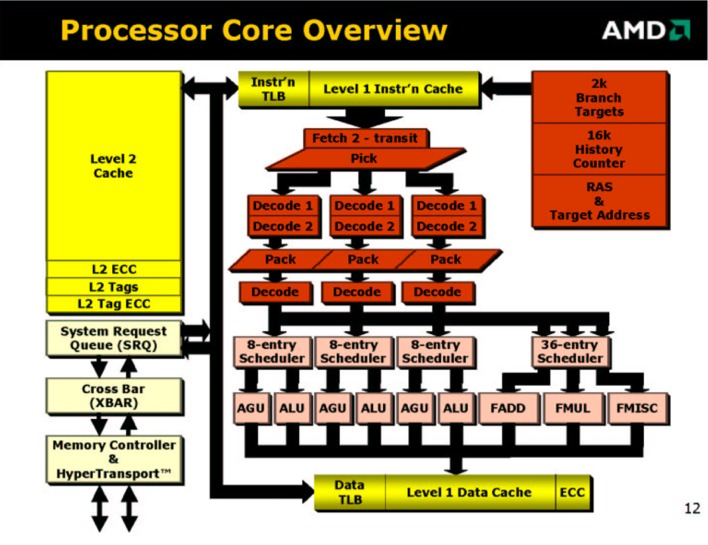 Processor Core Overview
AMD
Level 2
Cache
L2 ECC
L2 Tags
L2 Tag ECC
System Request
Queue (SRQ)
Cross Bar
(XBAR)
Memory Controller
&
HyperTransport™
Instr'n
TLB
Level 1 Instr'n Cache
2k
Branch
Targets
16k
History
Counter
RAS
&
Target Address
Fetch 2 - transit
Pick
Decode 1
Decode 2
Decode 1
Decode 2
Decode 1
Decode 2
Pack
Pack
Pack
Decode
Decode
Decode
8-entry
Scheduler
8-entry
Scheduler
8-entry
Scheduler
36-entry
Scheduler
AGU
ALU
AGU
ALU
AGU
ALU
FADD
FMUL
FMISC
Data
TLB
Level 1 Data Cache
ECC
12